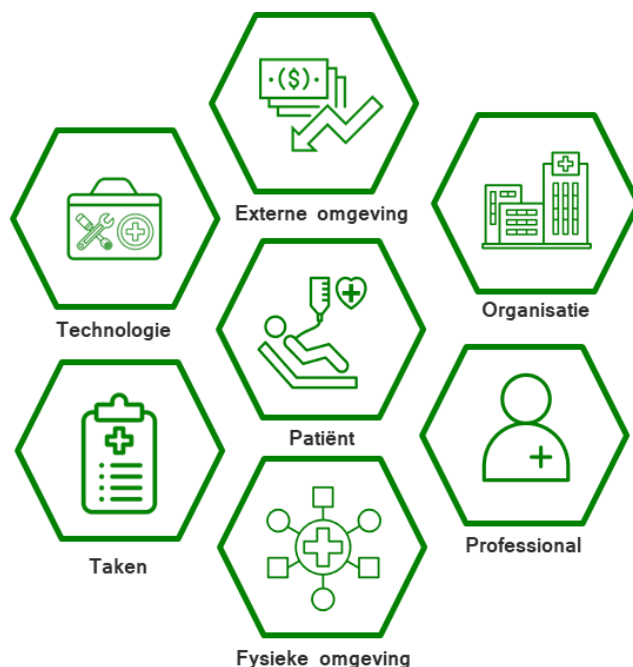 ($)
Externe omgeving
Technologie
Organisatie
Patiënt
Taken
Professional
Fysieke omgeving